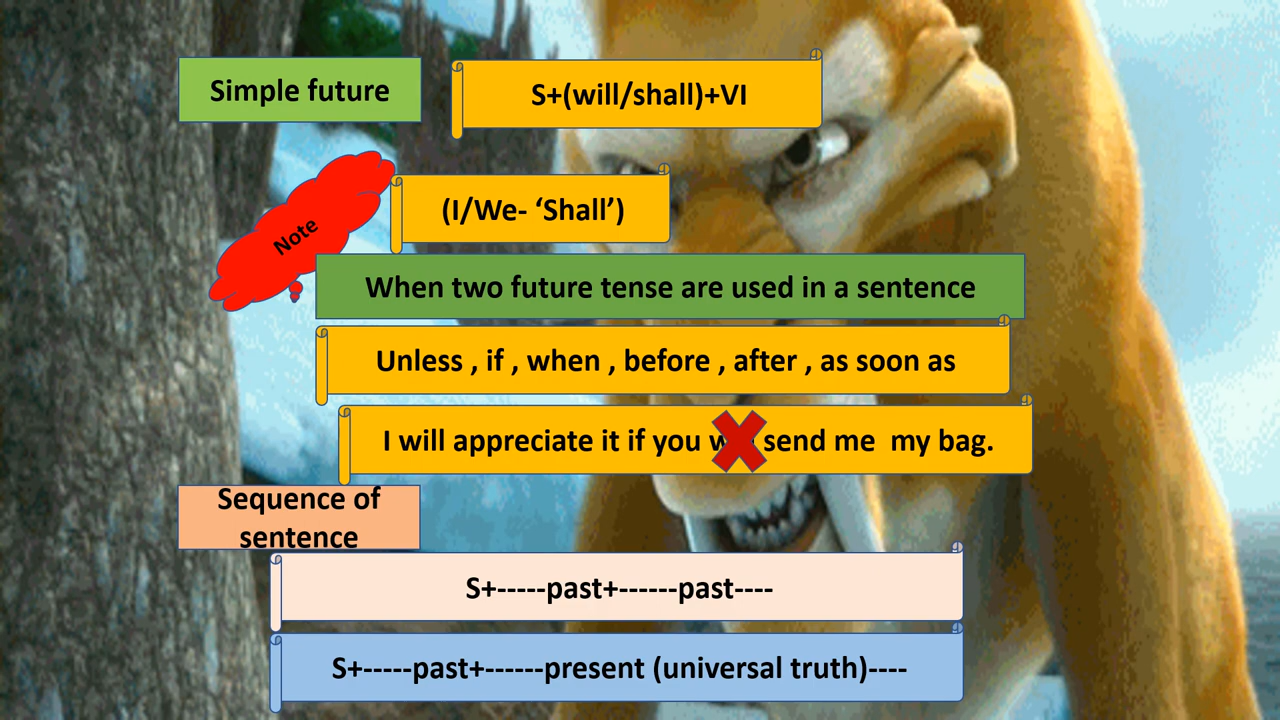 Simple future
S+(will/shall)+VI
Note
(I/We- ‘Shall’)
When two future tense are used in a sentence
Unless , if , when , before , after , as soon as
I will appreciate it if you send me my bag.
Sequence of
sentence
S+-----past+------past----
S+-----past+------present (universal truth)----